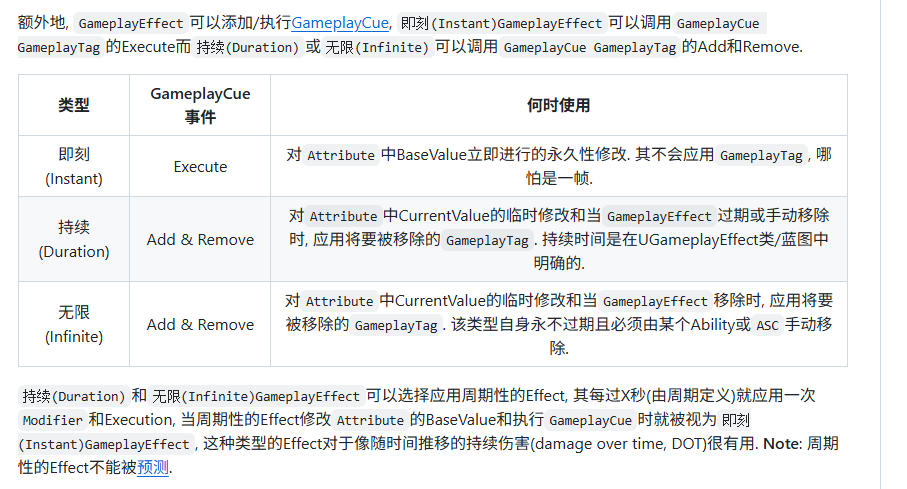 额外地, GameplayEffect 可以添加/执行GameplayCue, 即刻(Instant)GameplayEffect 可以调用 GameplayCue
GameplayTag 的Execute而 持续(Duration) 或 无限(Infinite) 可以调用 GameplayCue GameplayTag 的Add和Remove.
类型
GameplayCue
事件
何时使用
即刻
(Instant)
Execute
对 Attribute 中BaseValue立即进行的永久性修改. 其不会应用 GameplayTag , 哪
怕是一帧.
持续
(Duration)
Add & Remove
对 Attribute 中CurrentValue的临时修改和当 GameplayEffect 过期或手动移除
时, 应用将要被移除的 GameplayTag . 持续时间是在UGameplayEffect类/蓝图中
明确的.
无限
(Infinite)
Add & Remove
对 Attribute 中CurrentValue的临时修改和当 GameplayEffect 移除时, 应用将要
被移除的 GameplayTag . 该类型自身永不过期且必须由某个Ability或 ASC 手动移
除.
持续(Duration) 和 无限(Infinite)GameplayEffect 可以选择应用周期性的Effect, 其每过X秒(由周期定义)就应用一次
Modifier 和Execution, 当周期性的Effect修改 Attribute 的BaseValue和执行 GameplayCue 时就被视为 即刻
(Instant)GameplayEffect , 这种类型的Effect对于像随时间推移的持续伤害(damage over time, DOT)很有用. Note: 周期
性的Effect不能被预测.